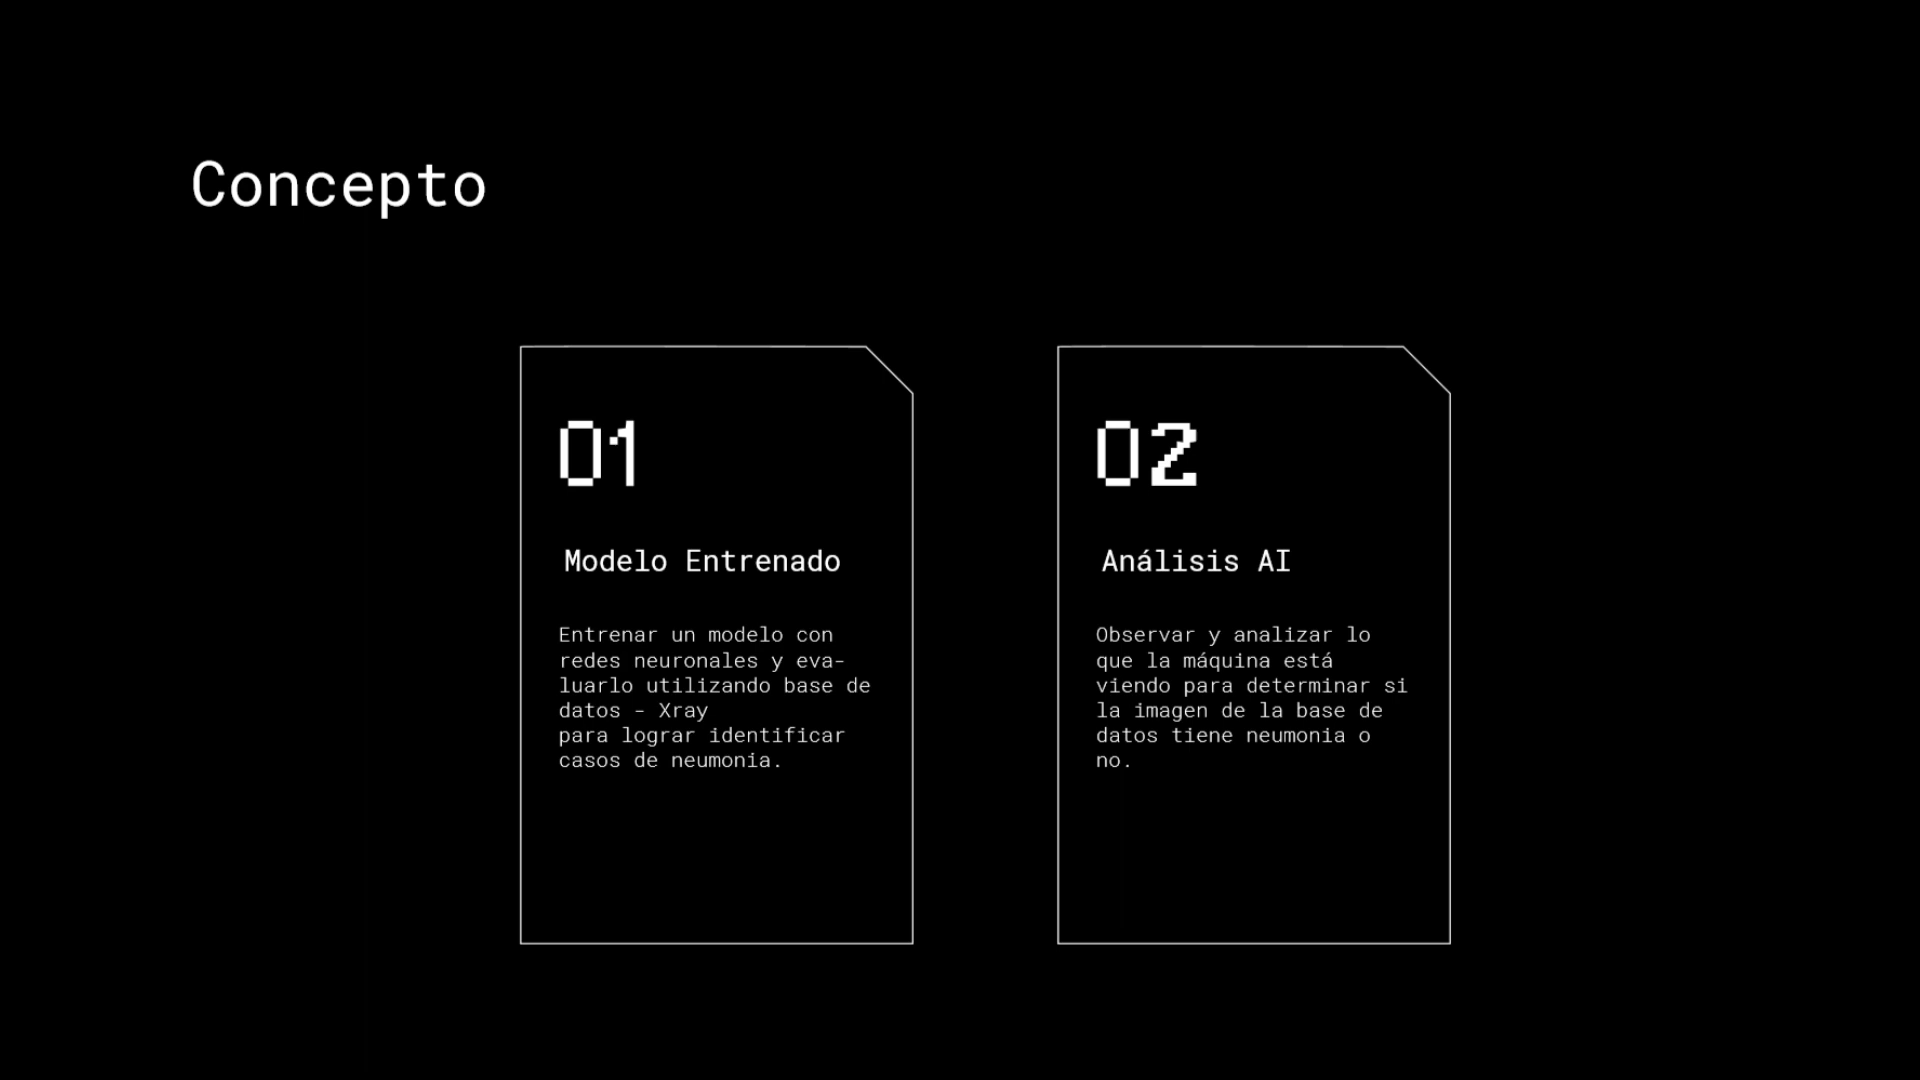 Concepto
01
Modelo Entrenado
Entrenar un modelo con
redes neuronales y eva-
luarlo utilizando base de
datos - Xray
para lograr identificar
casos de neumonia.
02
Análisis AI
Observar y analizar lo
que la máquina está
viendo para determinar si
la imagen de la base de
datos tiene neumonia o
no.